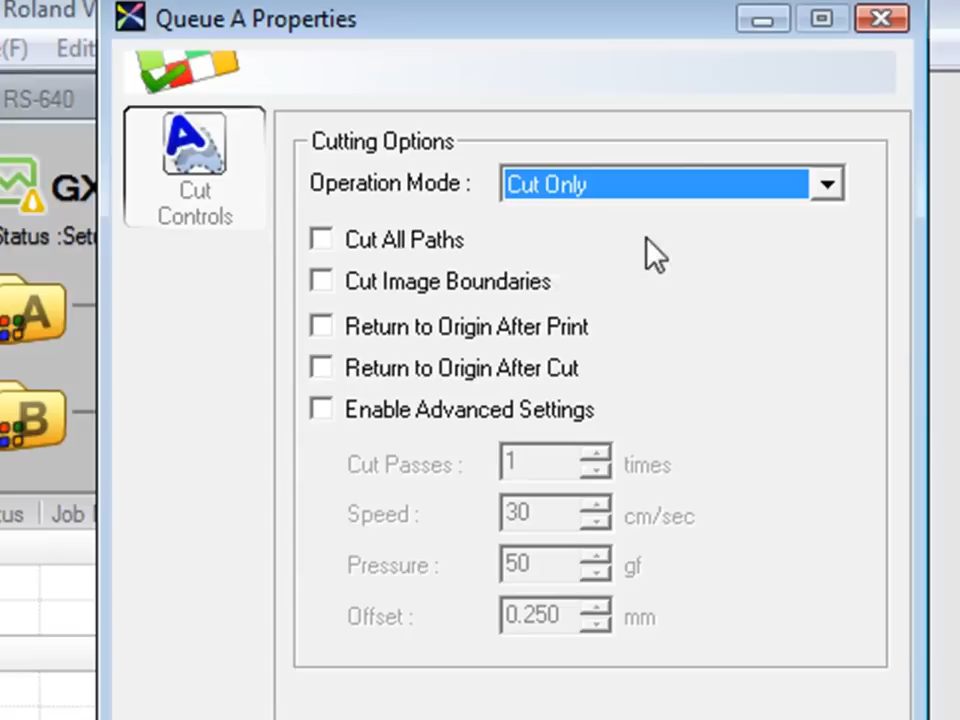 Roland V
Queue A Properties
(F) Edit
RS-640
GX
Status :Setu
A
B
tus Job
Cut
Controls
Cutting Options
Operation Mode : Cut Only
Cut All Paths
Cut Image Boundaries
Return to Origin After Print
Return to Origin After Cut
Enable Advanced Settings
Cut Passes : 1 times
Speed : 30 cm/sec
Pressure : 50 gf
Offset : 0.250 mm